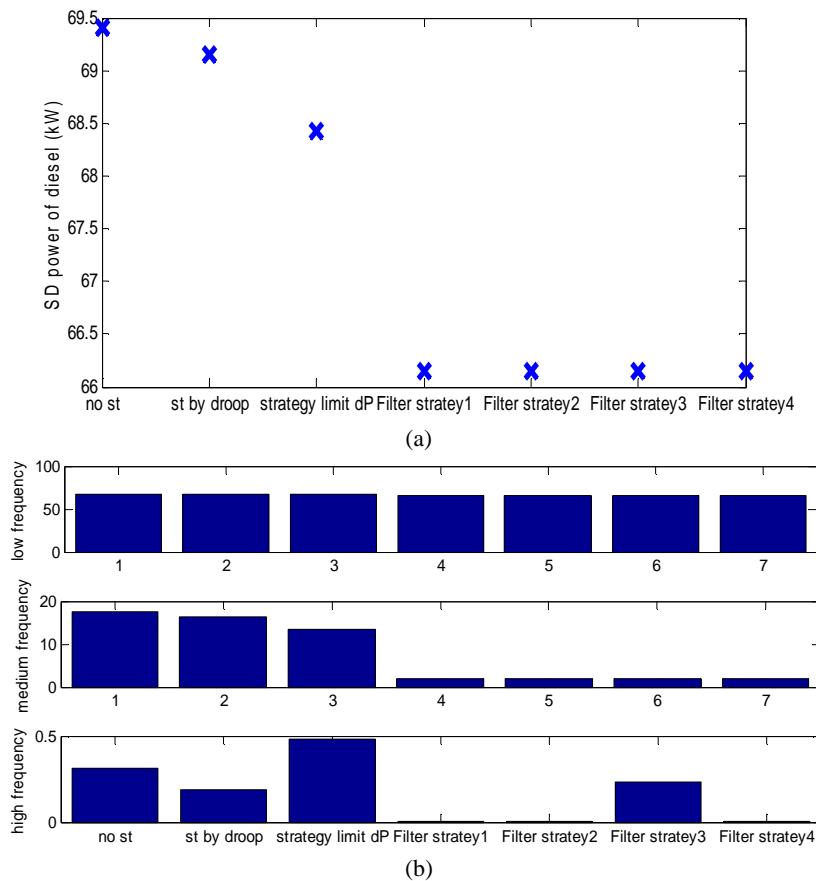 69.5
69
68.5
68
67.5
67
66.5
66
SD power of diesel (kW)
no st st by droop strategy limit dP Filter stratey1 Filter stratey2 Filter stratey3 Filter stratey4
(a)
100
50
0
low frequency
1 2 3 4 5 6 7
20
10
0
medium frequency
1 2 3 4 5 6 7
0.5
0
high frequency
no st st by droop strategy limit dP Filter stratey1 Filter stratey2 Filter stratey3 Filter stratey4
(b)